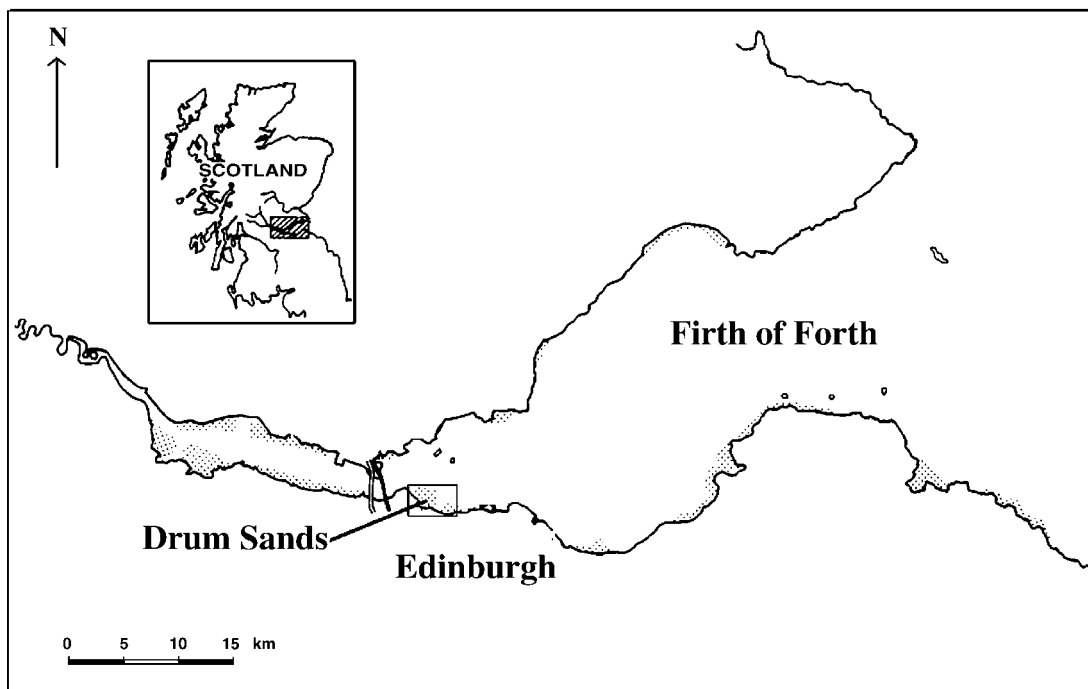 N
SCOTLAND
Firth of Forth
Drum Sands
Edinburgh
0 5 10 15 km